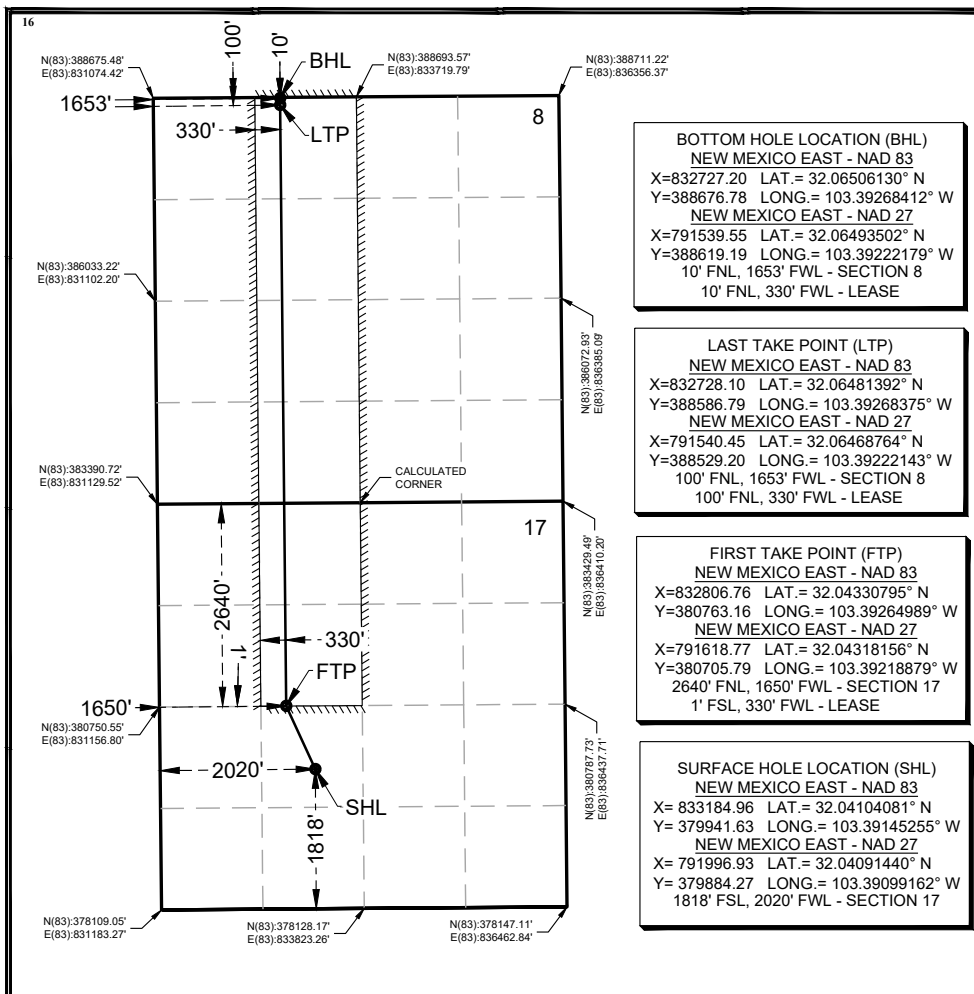 16
N(83):388675.48'
E(83):831074.42'
100'
10'
BHL
N(83):388693.57'
E(83):833719.79'
N(83):388711.22'
E(83):836356.37'
1653'
330'
LTP
8
N(83):386033.22'
E(83):831102.20'
N(83):386072.93'
E(83):836385.09'
N(83):383390.72'
E(83):831129.52'
CALCULATED
CORNER
17
N(83):383429.49'
E(83):836410.20'
2640'
1'
330'
FTP
1650'
N(83):380750.55'
E(83):831156.80'
N(83):380787.73'
E(83):836437.71'
2020'
SHL
1818'
N(83):378109.05'
E(83):831183.27'
N(83):378128.17'
E(83):833823.26'
N(83):378147.11'
E(83):836462.84'
BOTTOM HOLE LOCATION (BHL)
NEW MEXICO EAST - NAD 83
X=832727.20 LAT.= 32.06506130° N
Y=388676.78 LONG.= 103.39268412° W
NEW MEXICO EAST - NAD 27
X=791539.55 LAT.= 32.06493502° N
Y=388619.19 LONG.= 103.39222179° W
10' FNL, 1653' FWL - SECTION 8
10' FNL, 330' FWL - LEASE
LAST TAKE POINT (LTP)
NEW MEXICO EAST - NAD 83
X=832728.10 LAT.= 32.06481392° N
Y=388586.79 LONG.= 103.39268375° W
NEW MEXICO EAST - NAD 27
X=791540.45 LAT.= 32.06468764° N
Y=388529.20 LONG.= 103.39222143° W
100' FNL, 1653' FWL - SECTION 8
100' FNL, 330' FWL - LEASE
FIRST TAKE POINT (FTP)
NEW MEXICO EAST - NAD 83
X=832806.76 LAT.= 32.04330795° N
Y=380763.16 LONG.= 103.39264989° W
NEW MEXICO EAST - NAD 27
X=791618.77 LAT.= 32.04318156° N
Y=380705.79 LONG.= 103.39218879° W
2640' FNL, 1650' FWL - SECTION 17
1' FSL, 330' FWL - LEASE
SURFACE HOLE LOCATION (SHL)
NEW MEXICO EAST - NAD 83
X= 833184.96 LAT.= 32.04104081° N
Y= 379941.63 LONG.= 103.39145255° W
NEW MEXICO EAST - NAD 27
X= 791996.93 LAT.= 32.04091440° N
Y= 379884.27 LONG.= 103.39099162° W
1818' FSL, 2020' FWL - SECTION 17